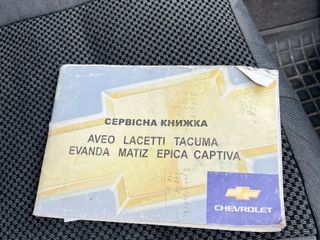 СЕРВІСНА КНИЖКА
AVEO LACETTI TACUMA
EVANDA MATIZ EPICA CAPTIVA
CHEVROLET